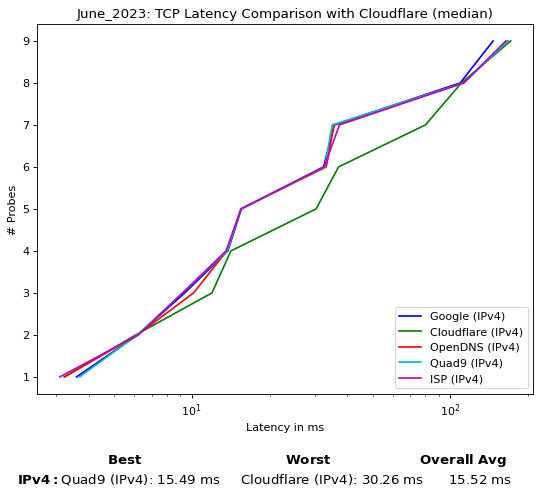 June_2023: TCP Latency Comparison with Cloudflare (median)
# Probes
9
8
7
6
5
4
3
2
1
Google (IPv4)
Cloudflare (IPv4)
OpenDNS (IPv4)
Quad9 (IPv4)
ISP (IPv4)
10¹ 10²
Latency in ms
Best Worst Overall Avg
IPv4: Quad9 (IPv4): 15.49 ms Cloudflare (IPv4): 30.26 ms 15.52 ms